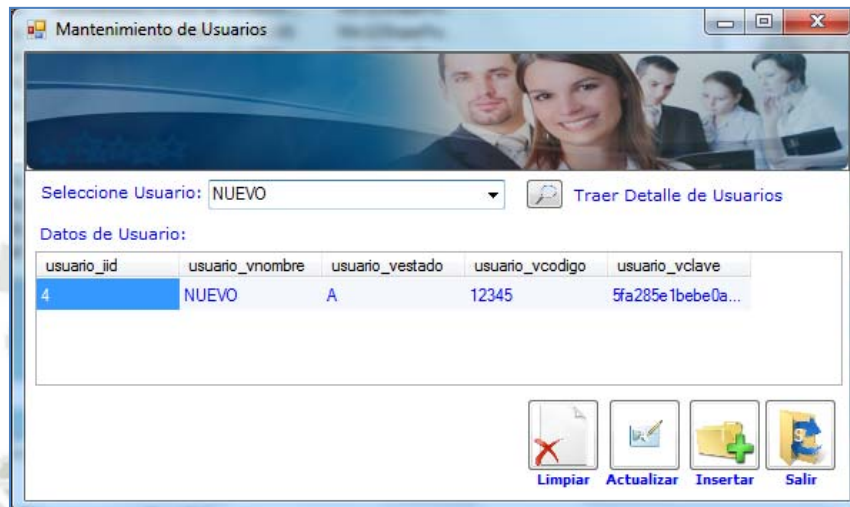 Mantenimiento de Usuarios
Seleccione Usuario: NUEVO
Traer Detalle de Usuarios
Datos de Usuario:
usuario_iid usuario_vnombre usuario_vestado usuario_vcodigo usuario_vclave
4 NUEVO A 12345 5fa285e1bebe0a...
Limpiar Actualizar Insertar Salir